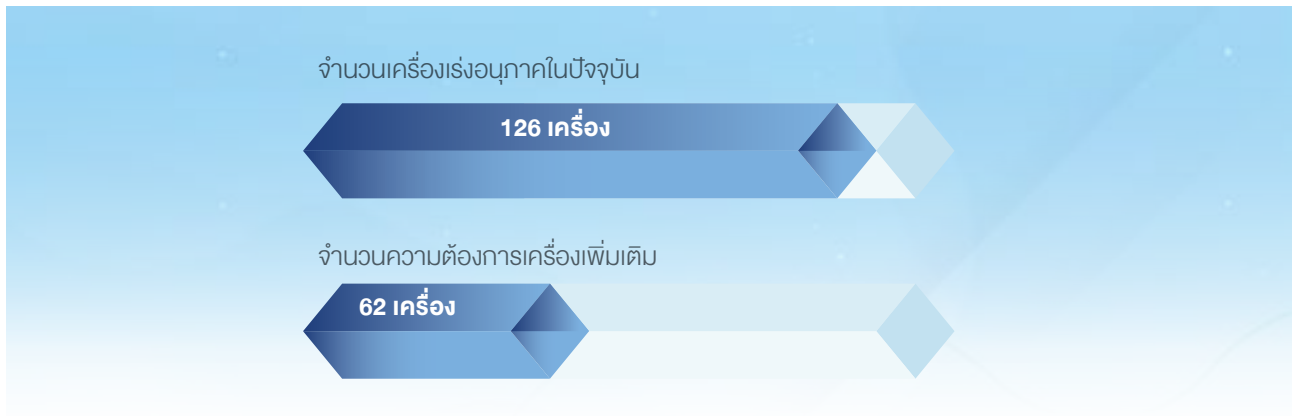 จำนวนเครื่องเร่งอนุภาคในปัจจุบัน
126 เครื่อง
จำนวนความต้องการเครื่องเพิ่มเติม
62 เครื่อง